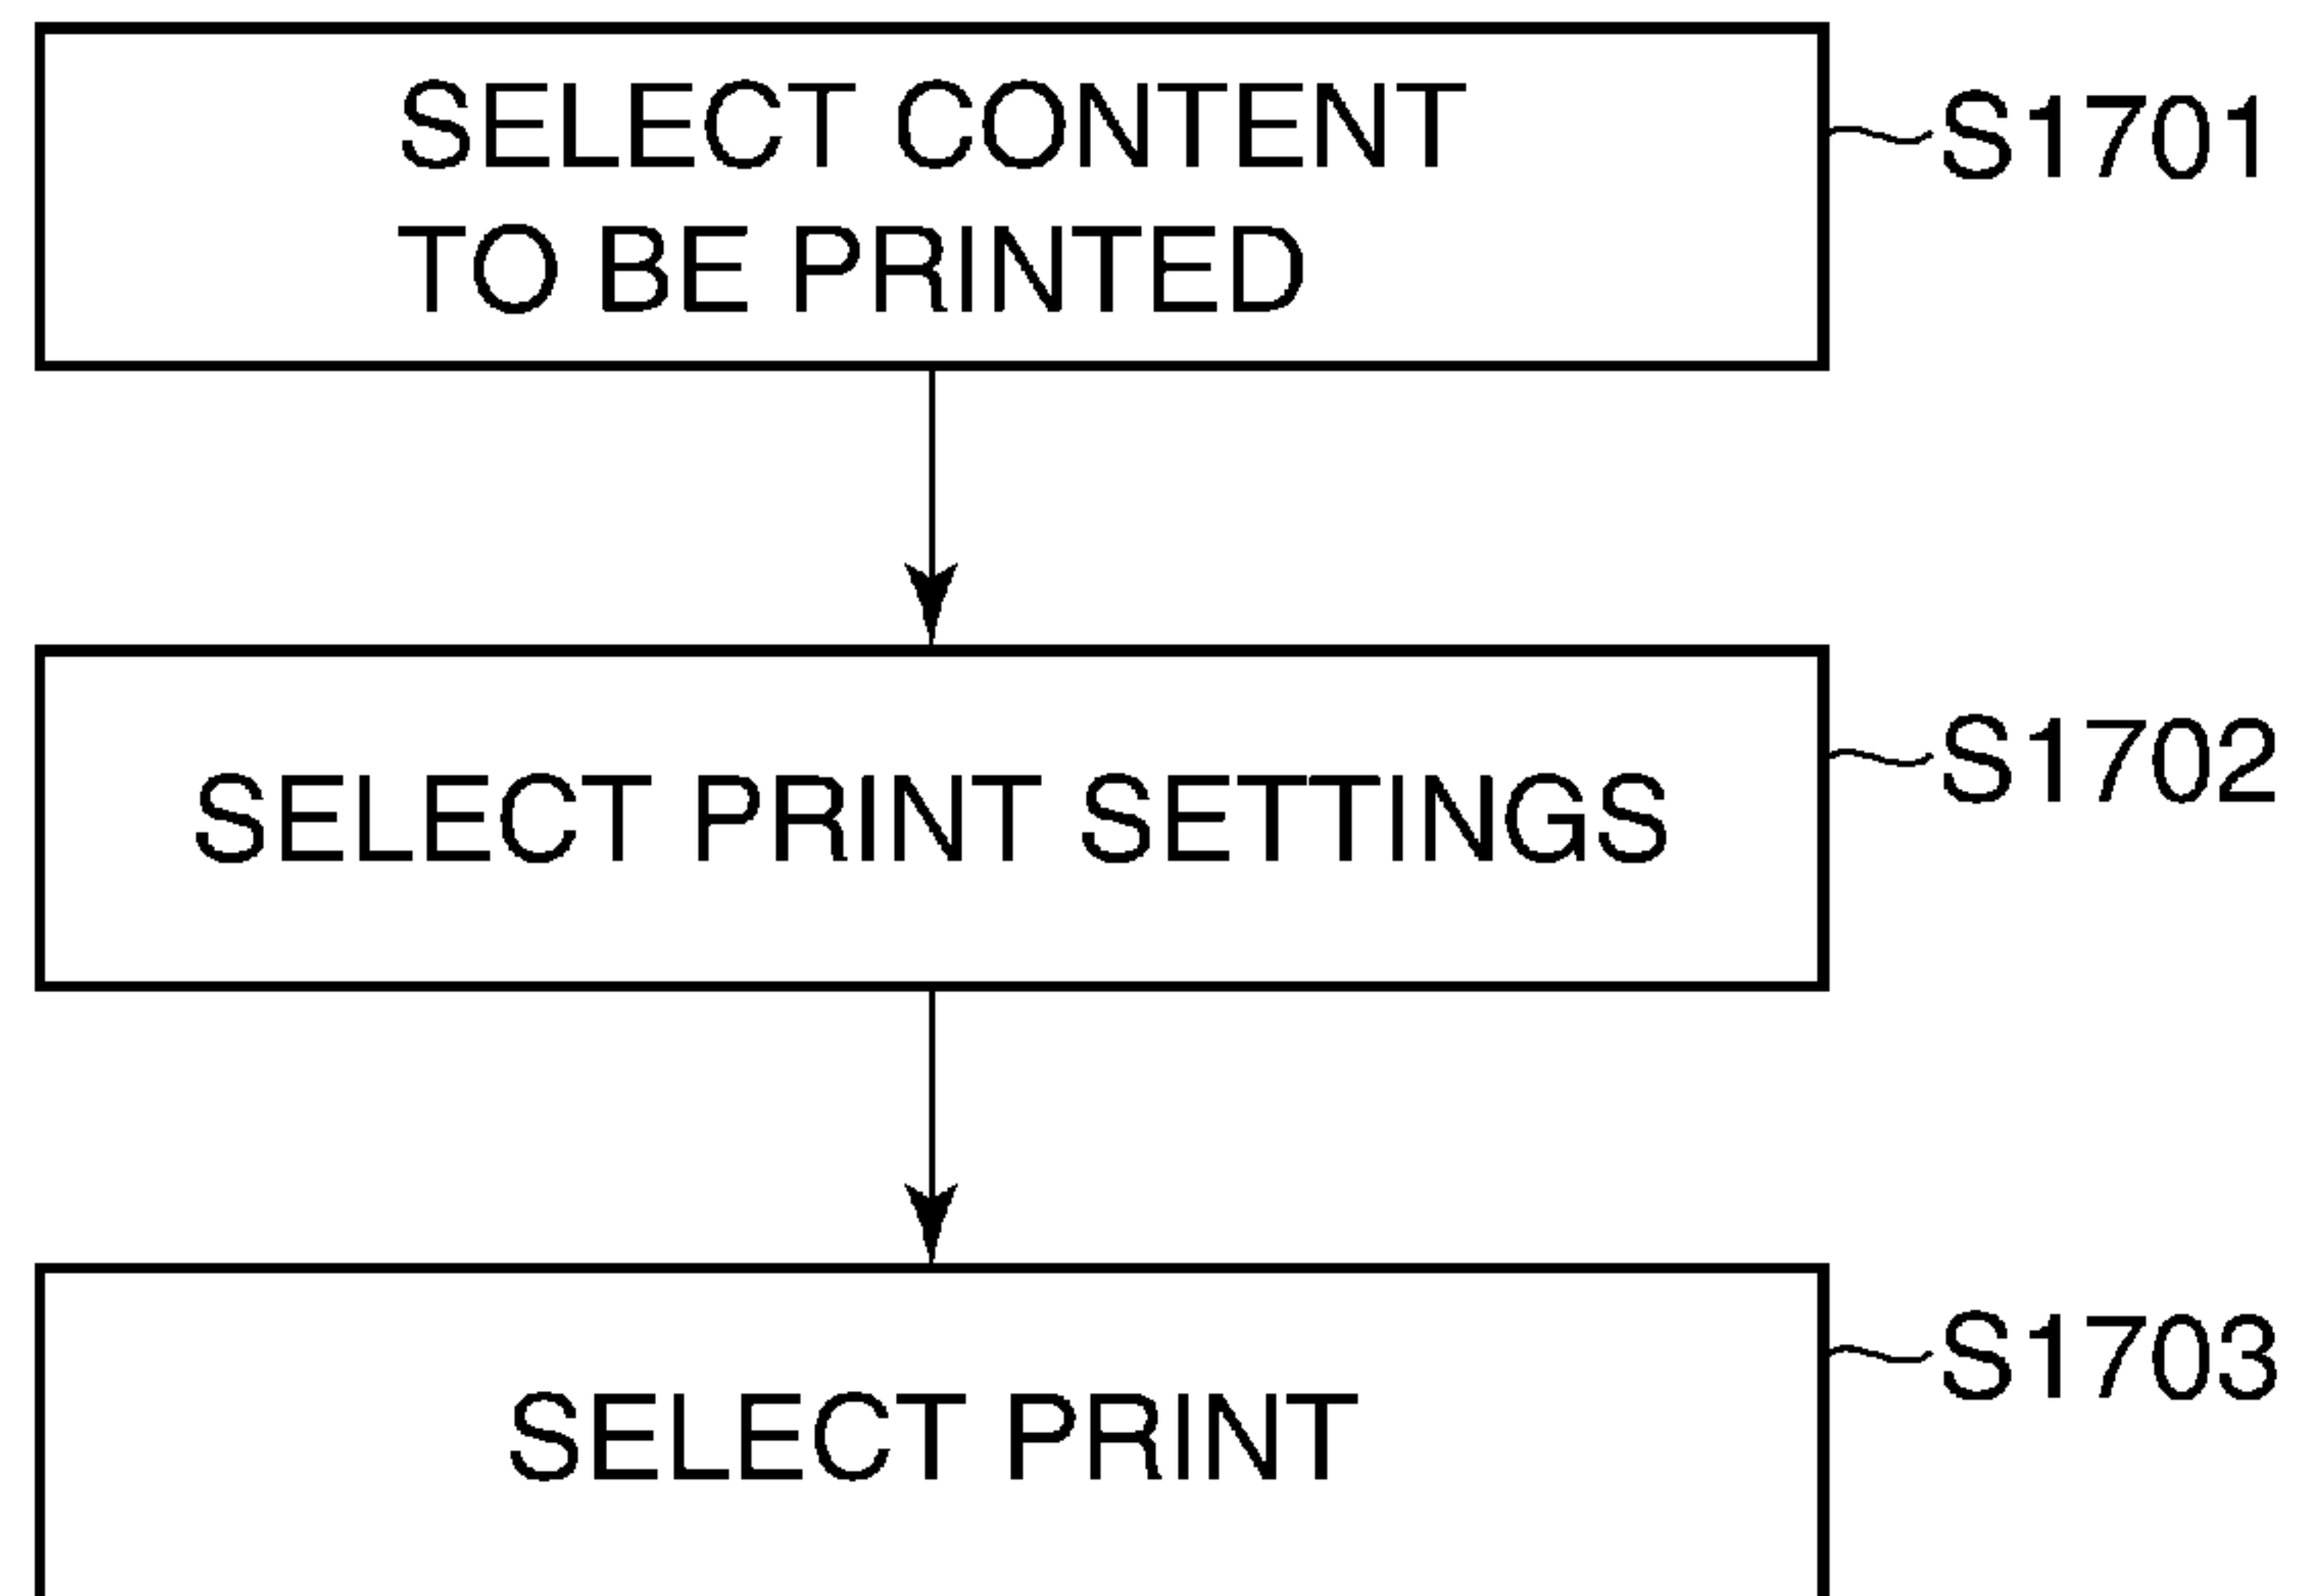 SELECT CONTENT
TO BE PRINTED
S1701
SELECT PRINT SETTINGS
S1702
SELECT PRINT
S1703